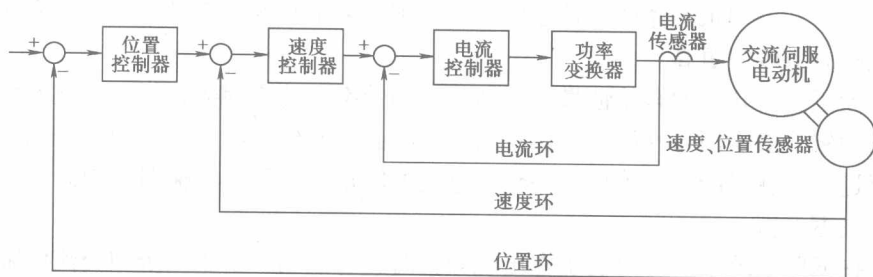 +
位置
控制器
+
速度
控制器
+
电流
控制器
功率
变换器
电流
传感器
交流伺服
电动机
−
−
−
电流环
速度、位置传感器
速度环
位置环